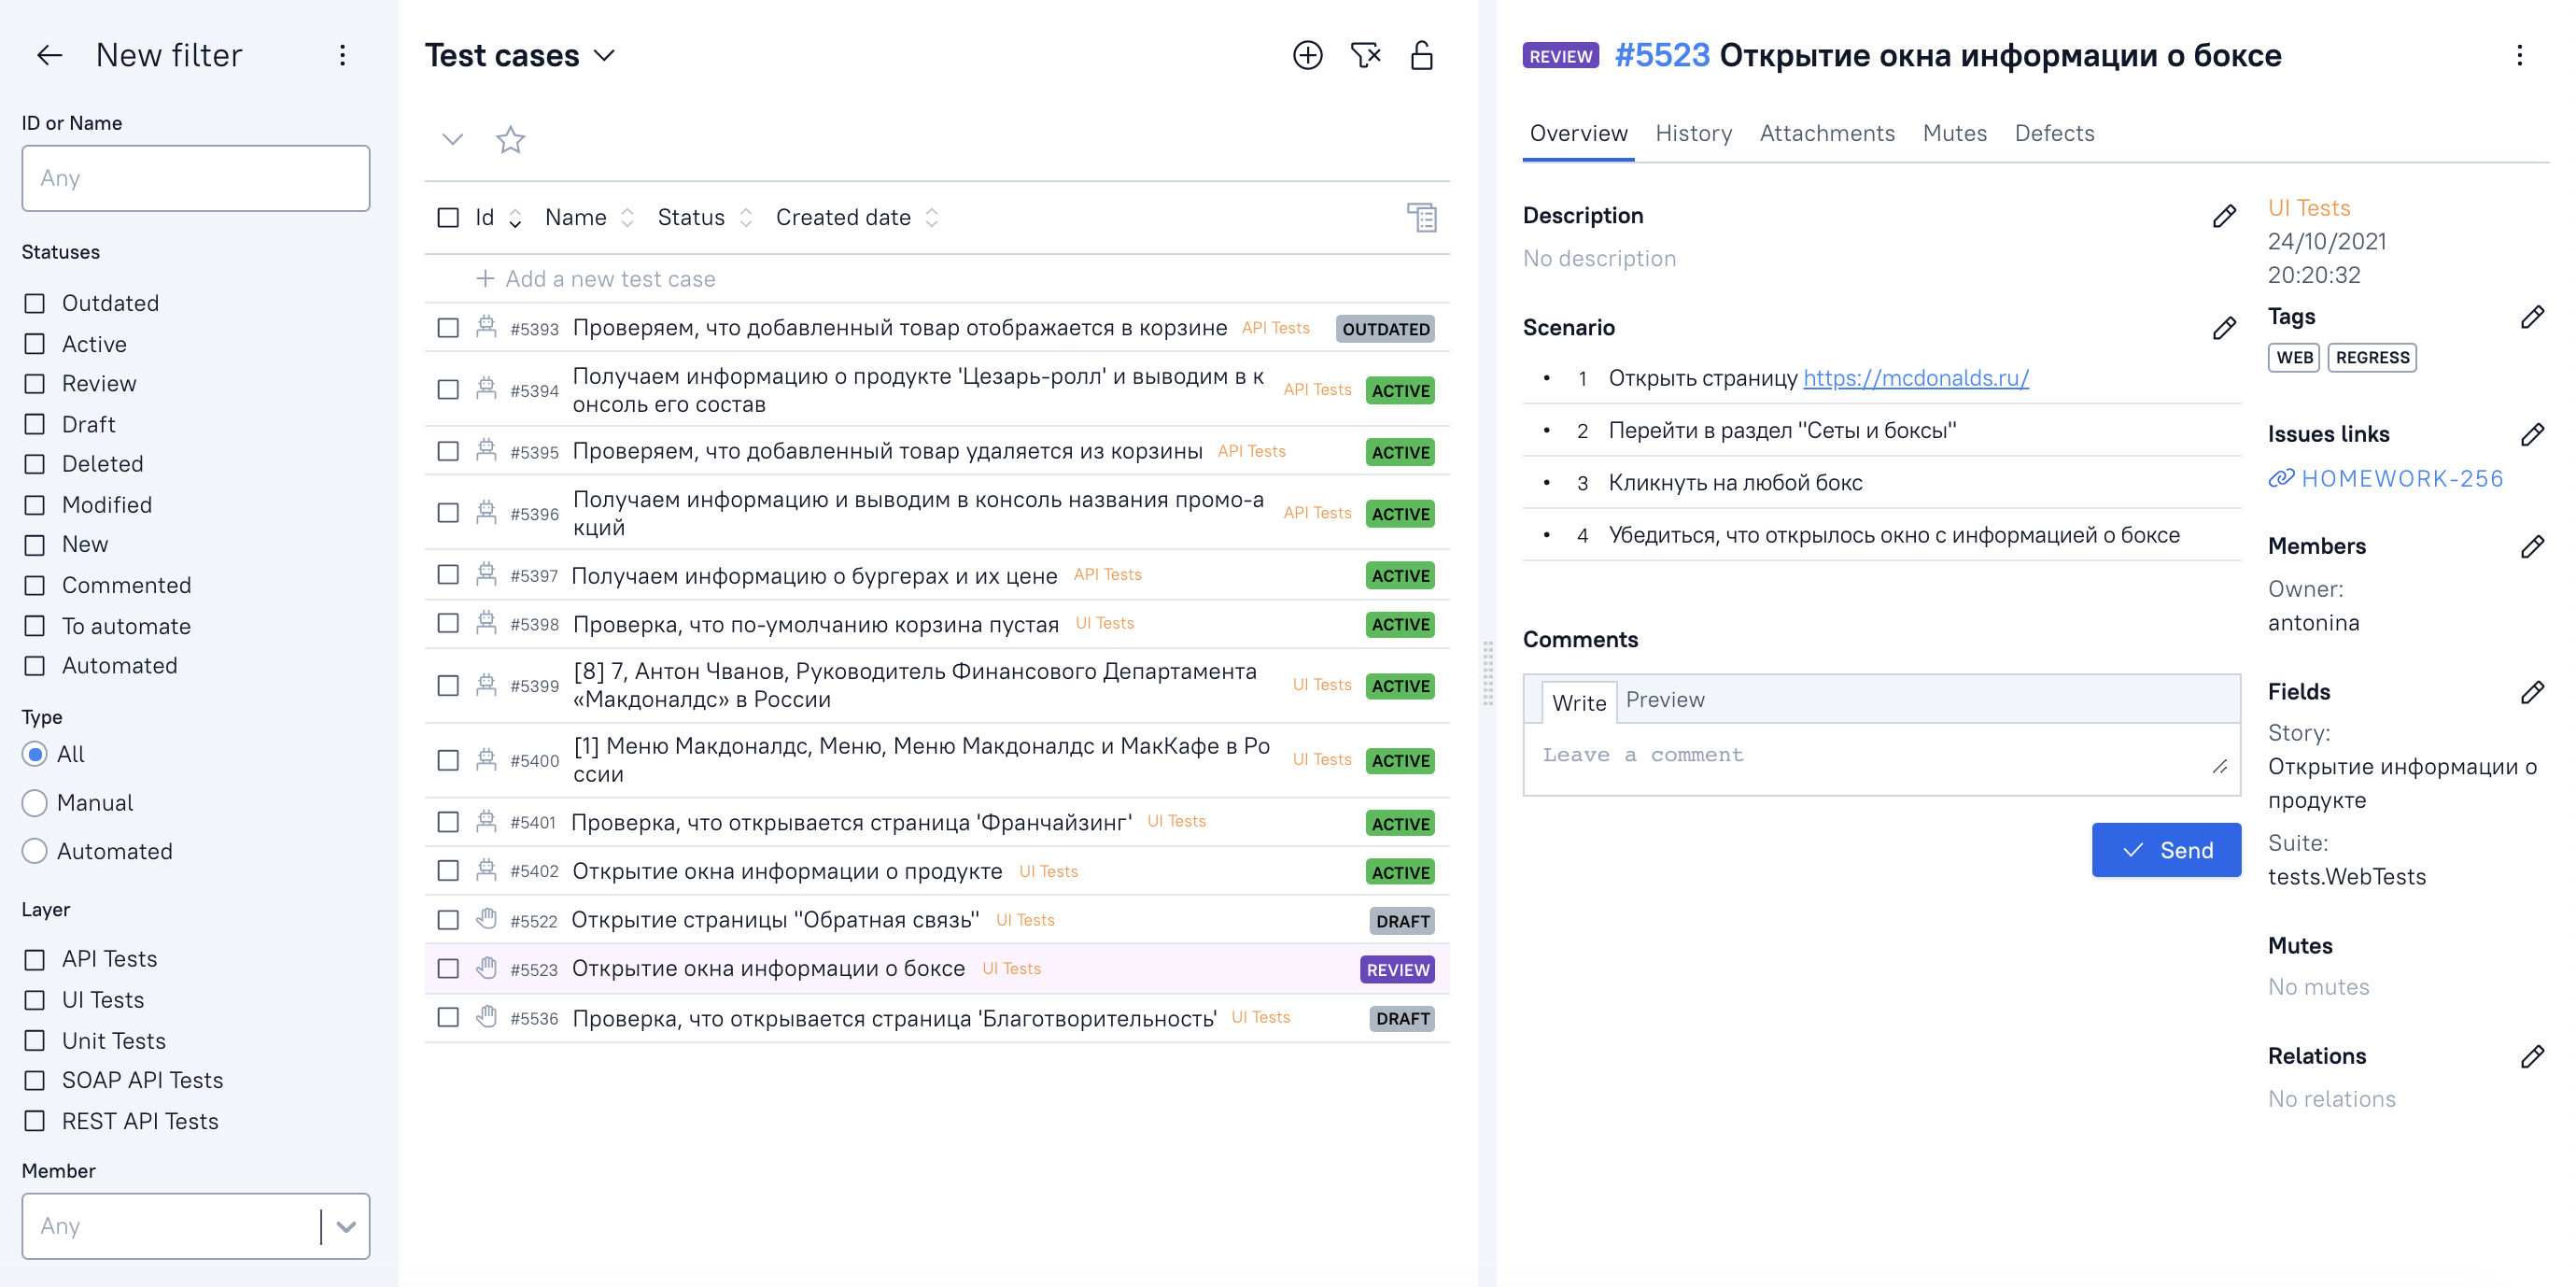 New filter
ID or Name
Any
Statuses
Outdated
Active
Review
Draft
Deleted
Modified
New
Commented
To automate
Automated
Type
All
Manual
Automated
Layer
API Tests
UI Tests
Unit Tests
SOAP API Tests
REST API Tests
Member
Any
Test cases
Id Name Status Created date
Add a new test case
#5393 Проверяем, что добавленный товар отображается в корзине API Tests OUTDATED
#5394 Получаем информацию о продукте 'Цезарь-ролл' и выводим в к
онсоль его состав API Tests ACTIVE
#5395 Проверяем, что добавленный товар удаляется из корзины API Tests ACTIVE
#5396 Получаем информацию и выводим в консоль названия промо-а
кций API Tests ACTIVE
#5397 Получаем информацию о бургерах и их цене API Tests ACTIVE
#5398 Проверка, что по-умолчанию корзина пустая UI Tests ACTIVE
#5399 [8] 7, Антон Чванов, Руководитель Финансового Департамента
«Макдоналдс» в России UI Tests ACTIVE
#5400 [1] Меню Макдоналдс, Меню, Меню Макдоналдс и МакКафе в Ро
ссии UI Tests ACTIVE
#5401 Проверка, что открывается страница 'Франчайзинг' UI Tests ACTIVE
#5402 Открытие окна информации о продукте UI Tests ACTIVE
#5522 Открытие страницы "Обратная связь" UI Tests DRAFT
#5523 Открытие окна информации о боксе UI Tests REVIEW
#5536 Проверка, что открывается страница 'Благотворительность' UI Tests DRAFT
REVIEW #5523 Открытие окна информации о боксе
Overview History Attachments Mutes Defects
Description
No description
Scenario
• 1 Открыть страницу https://mcdonalds.ru/
• 2 Перейти в раздел "Сеты и боксы"
• 3 Кликнуть на любой бокс
• 4 Убедиться, что открылось окно с информацией о боксе
Comments
Write Preview
Leave a comment
Send
UI Tests
24/10/2021
20:20:32
Tags
WEB REGRESS
Issues links
HOMEWORK-256
Members
Owner:
antonina
Fields
Story:
Открытие информации о
продукте
Suite:
tests.WebTests
Mutes
No mutes
Relations
No relations